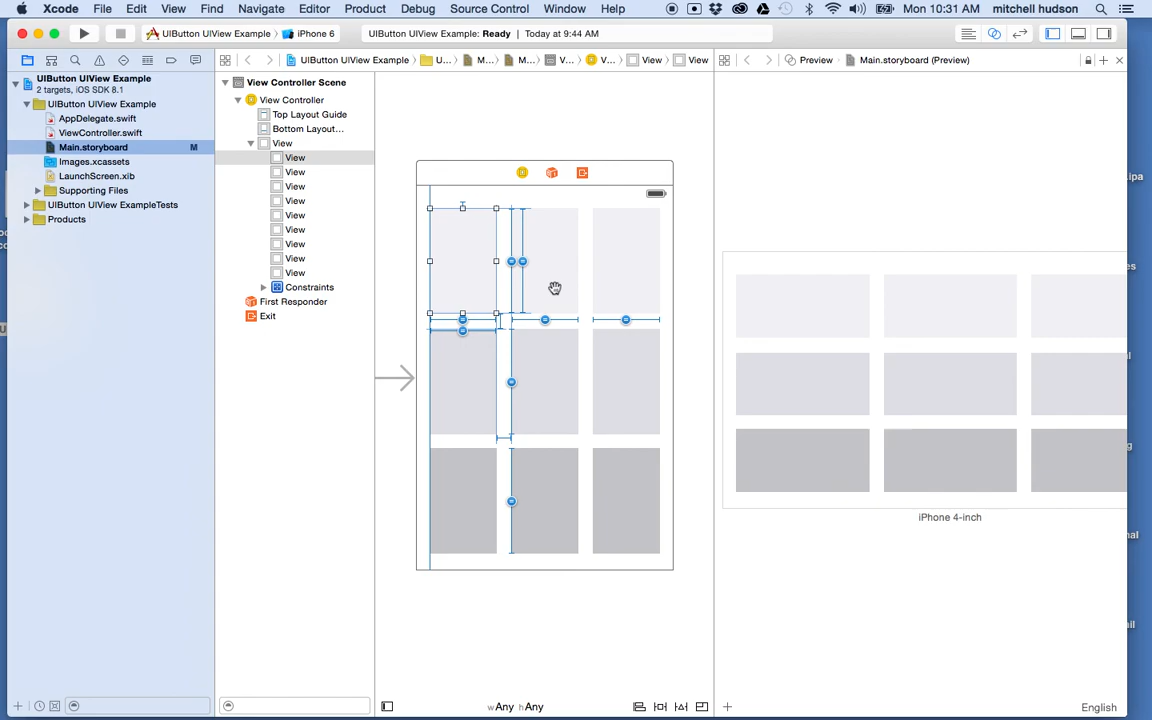 Xcode File Edit View Find Navigate Editor Product Debug Source Control Window Help Mon 10:31 AM mitchell hudson
UIButton UIView Example iPhone 6 UIButton UIView Example: Ready Today at 9:44 AM
UIButton UIView Example U... M... M... V... V... View View Preview Main.storyboard (Preview)
UIButton UIView Example
2 targets, iOS SDK 8.1
UIButton UIView Example
AppDelegate.swift
ViewController.swift
Main.storyboard M
Images.xcassets
LaunchScreen.xib
Supporting Files
UIButton UIView ExampleTests
Products
View Controller Scene
View Controller
Top Layout Guide
Bottom Layout...
View
View
View
View
View
View
View
View
View
View
Constraints
First Responder
Exit
iPhone 4-inch
wAny hAny
English